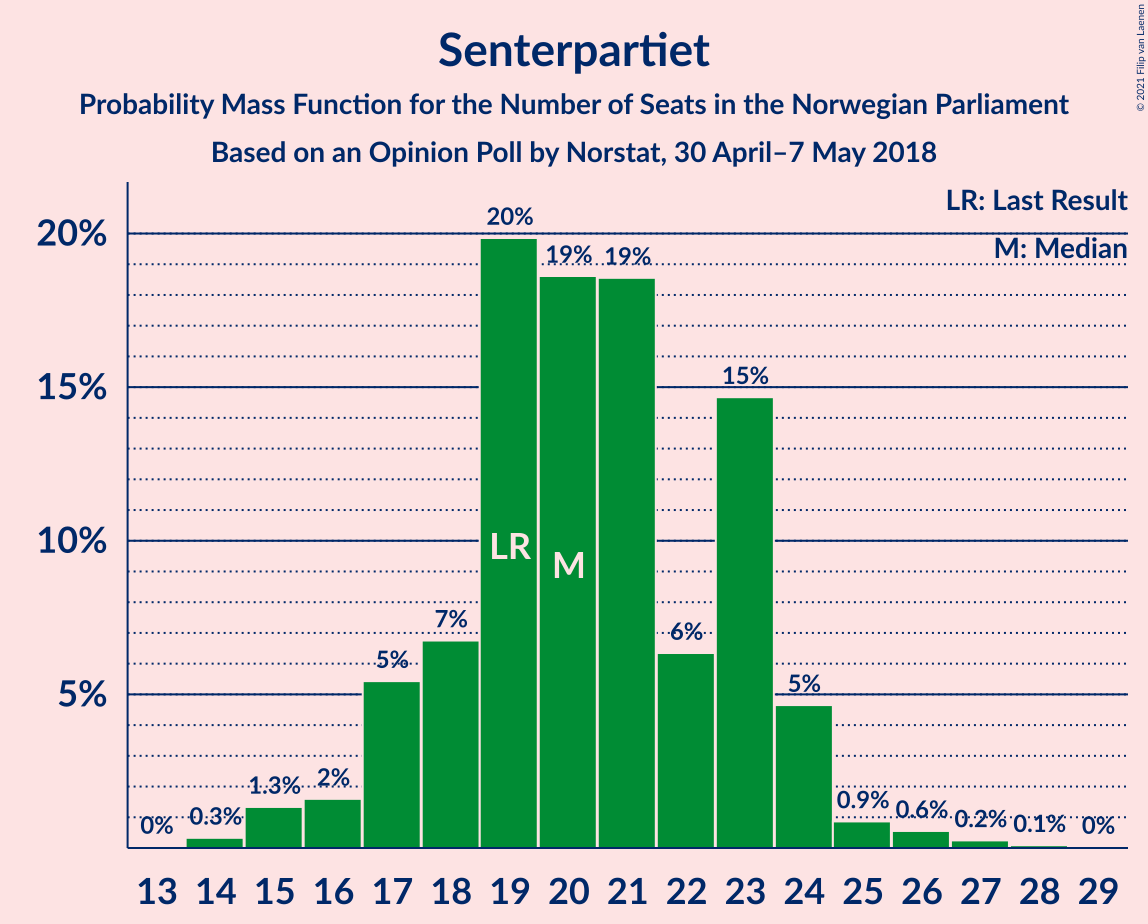 Senterpartiet
Probability Mass Function for the Number of Seats in the Norwegian Parliament
Based on an Opinion Poll by Norstat, 30 April–7 May 2018
© 2021 Filip van Laenen
LR: Last Result
M: Median
20%
15%
10%
5%
0%
0.3%
1.3%
2%
5%
7%
20%
19%
19%
6%
15%
5%
0.9%
0.6%
0.2%
0.1%
0%
LR
M
13 14 15 16 17 18 19 20 21 22 23 24 25 26 27 28 29